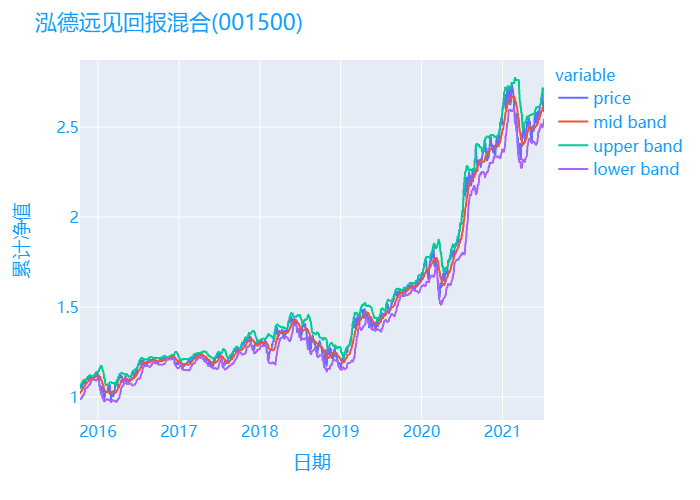 泓德远见回报混合(001500)
variable
price
mid band
upper band
lower band
2.5
2
1.5
1
累计净值
2016 2017 2018 2019 2020 2021
日期